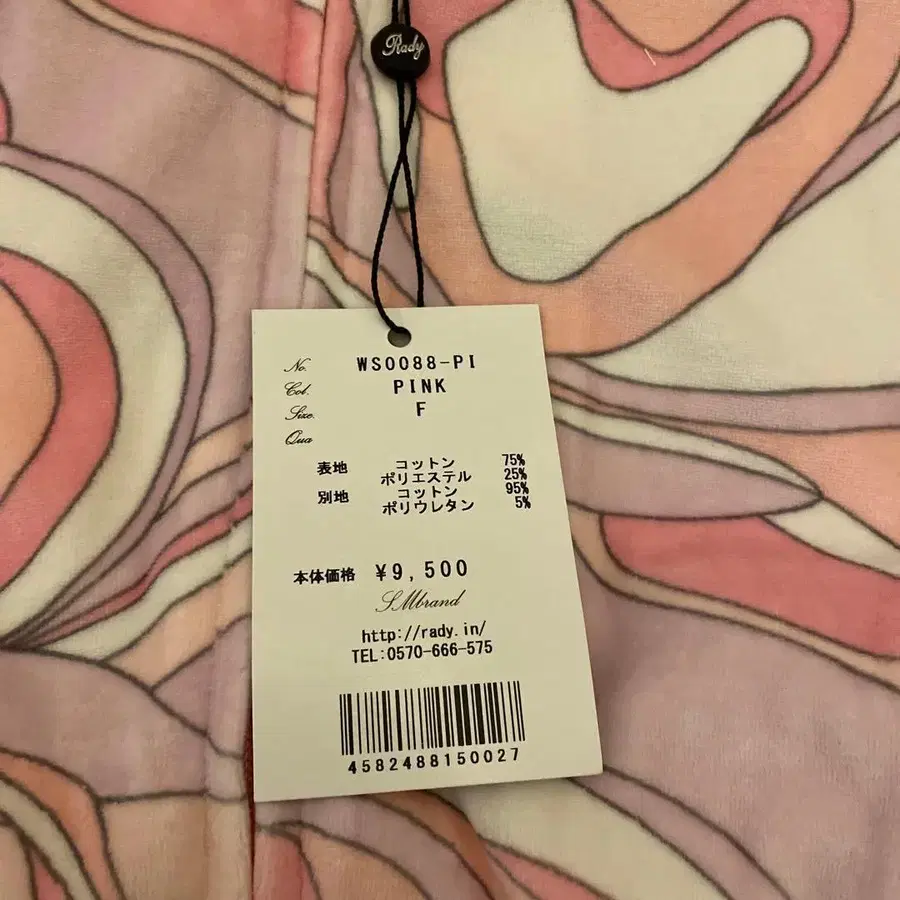 Rady
No. WS0088-PI
Col. PINK
Size. F
Qua
表地 コットン 75%
ポリエステル 25%
別地 コットン 95%
ポリウレタン 5%
本体価格 ¥9,500
SMbrand
http://rady.in/
TEL:0570-666-575
4582488150027